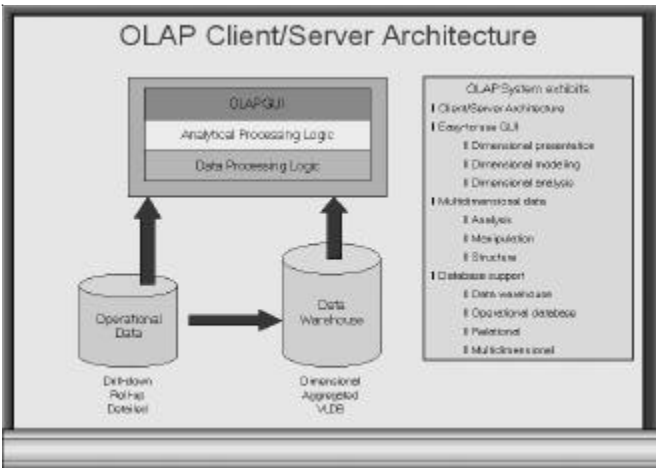 OLAP Client/Server Architecture
OLAP GUI
Analytical Processing Logic
Data Processing Logic
Operational
Data
Data
Warehouse
Drill-down
Roll-up
Detailed
Dimensional
Aggregated
VLDB
OLAP System exhibits
Client/Server Architecture
Easy-to-use GUI
Dimensional presentation
Dimensional modeling
Dimensional analysis
Multidimensional data
Analysis
Manipulation
Structure
Database support
Data warehouse
Operational database
Relational
Multidimensional